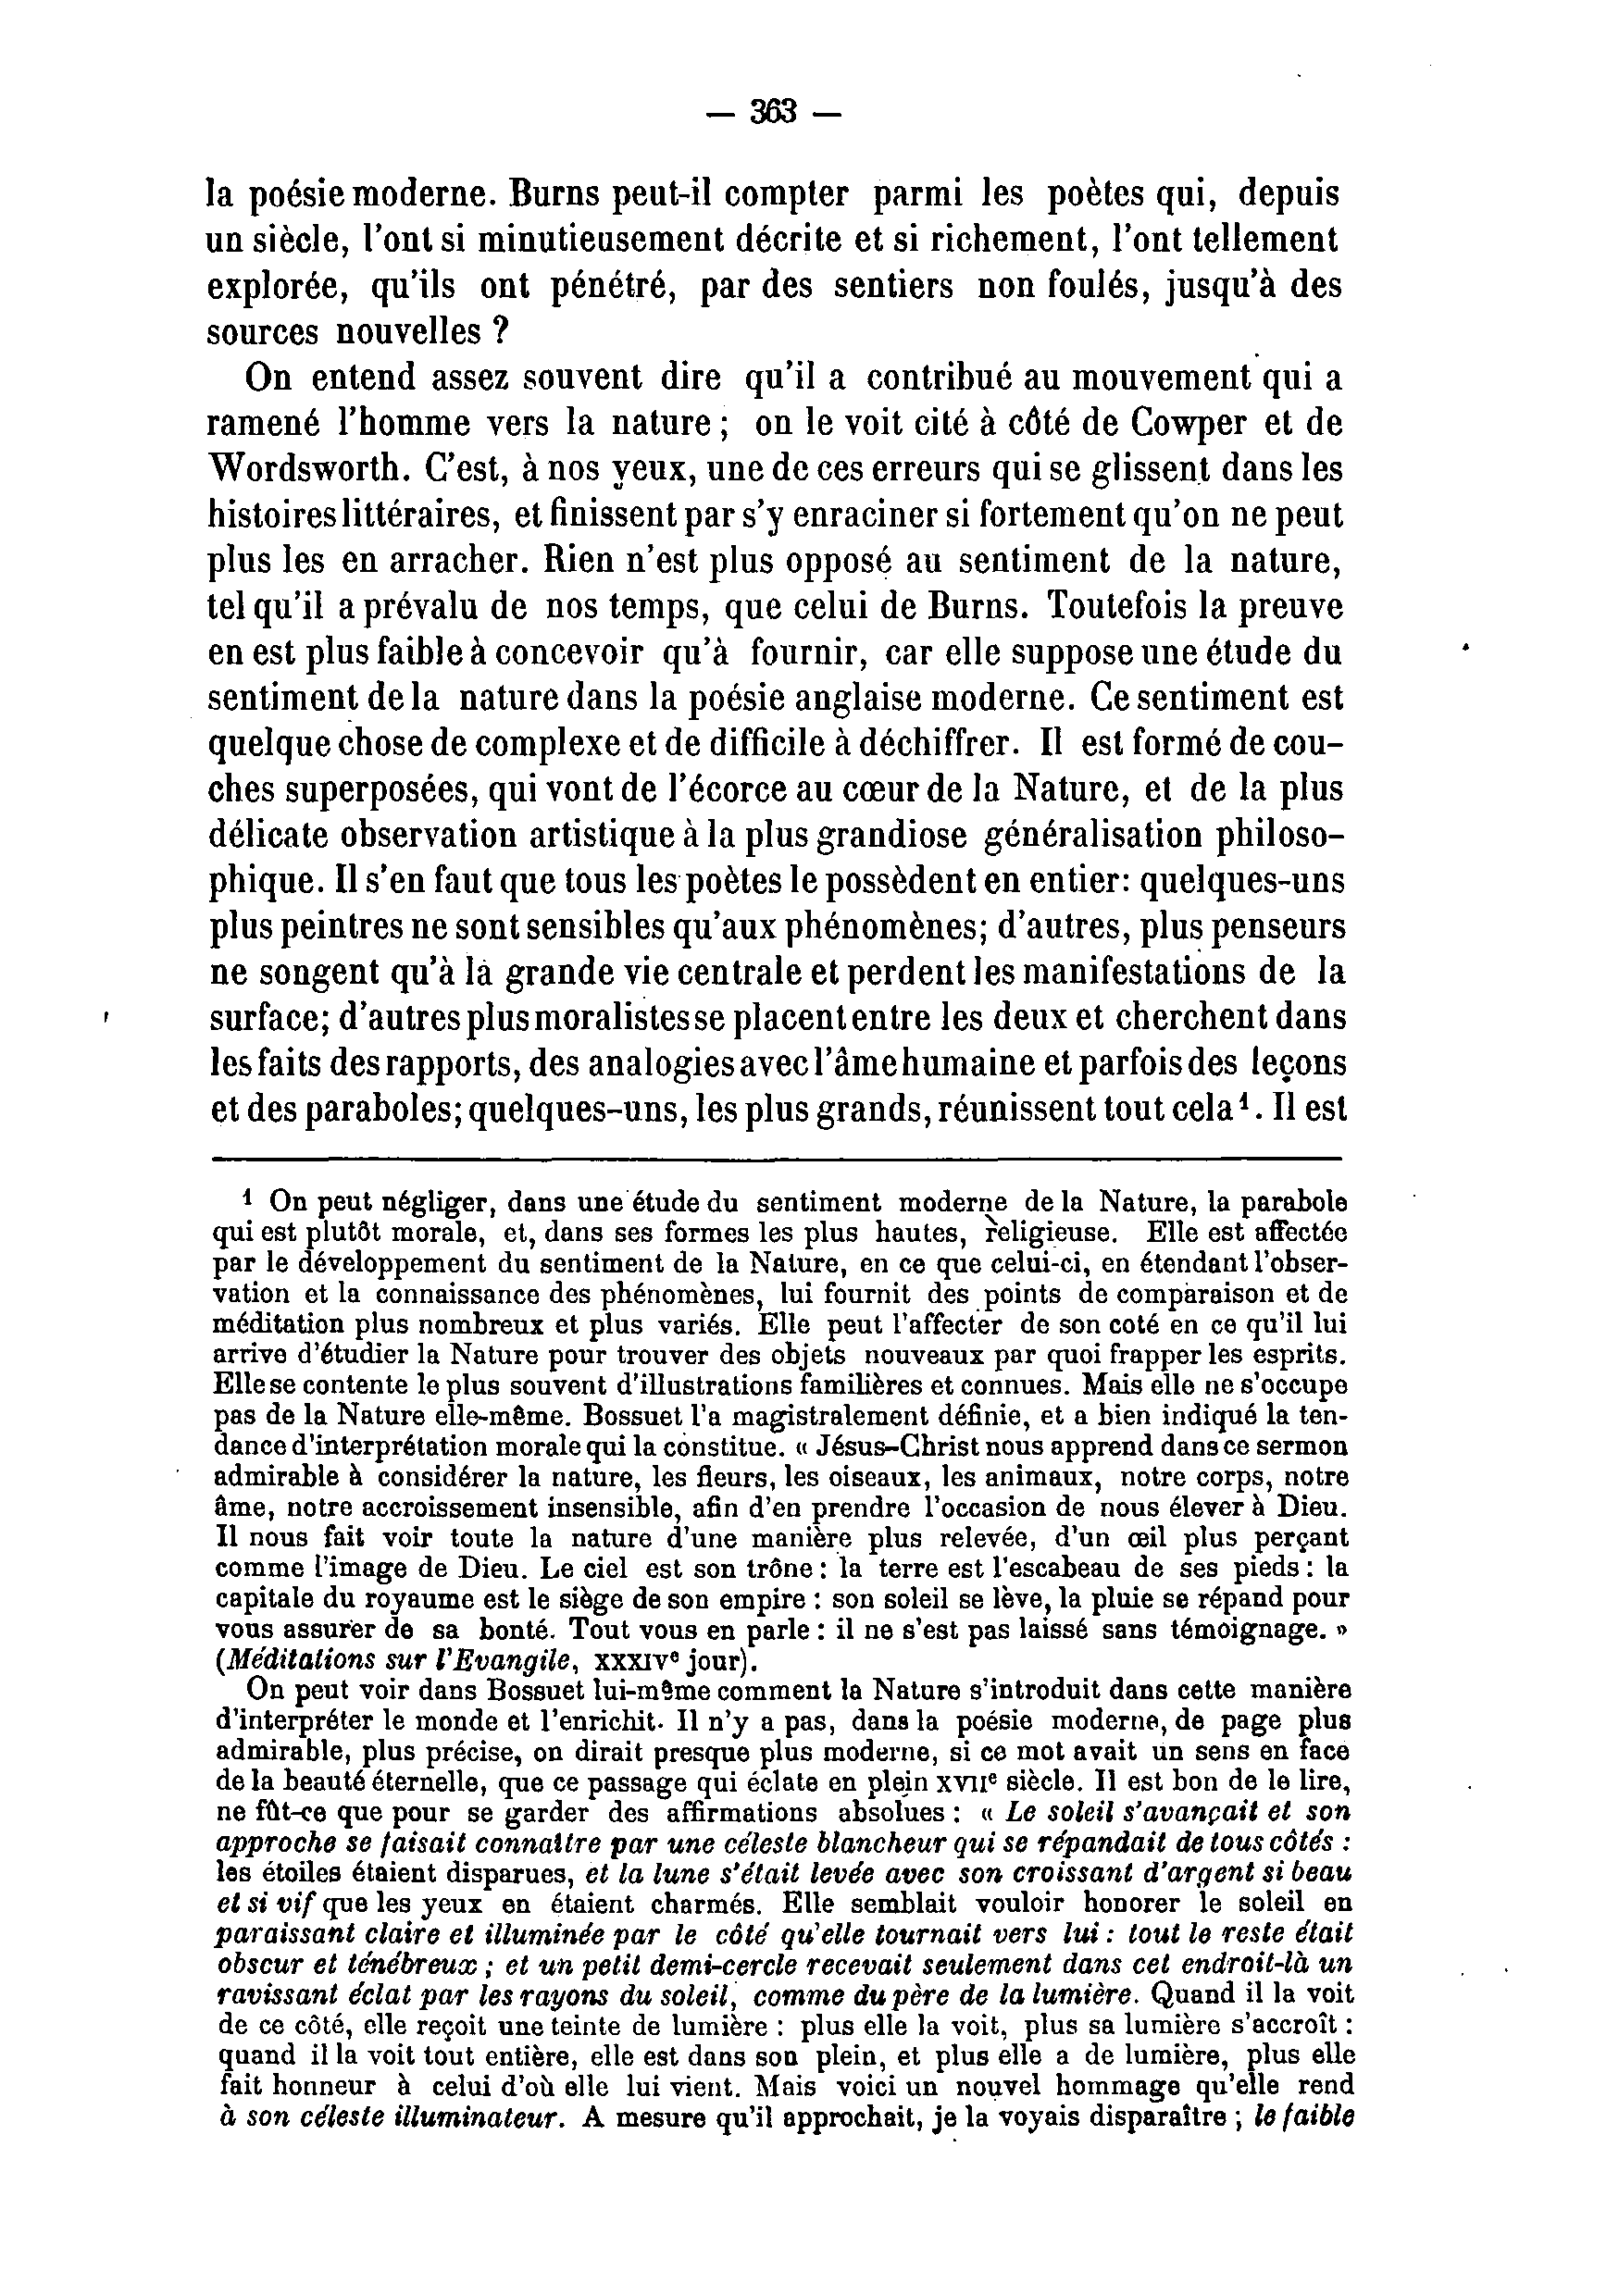 — 363 —
la poésie moderne. Burns peut-il compter parmi les poètes qui, depuis
un siècle, l'ont si minutieusement décrite et si richement, l'ont tellement
explorée, qu'ils ont pénétré, par des sentiers non foulés, jusqu'à des
sources nouvelles ?
On entend assez souvent dire qu'il a contribué au mouvement qui a
ramené l'homme vers la nature ; on le voit cité à côté de Cowper et de
Wordsworth. C'est, à nos yeux, une de ces erreurs qui se glissent dans les
histoires littéraires, et finissent par s'y enraciner si fortement qu'on ne peut
plus les en arracher. Rien n'est plus opposé au sentiment de la nature,
tel qu'il a prévalu de nos temps, que celui de Burns. Toutefois la preuve
en est plus faible à concevoir qu'à fournir, car elle suppose une étude du
sentiment de la nature dans la poésie anglaise moderne. Ce sentiment est
quelque chose de complexe et de difficile à déchiffrer. Il est formé de cou-
ches superposées, qui vont de l'écorce au cœur de la Nature, et de la plus
délicate observation artistique à la plus grandiose généralisation philoso-
phique. Il s'en faut que tous les poètes le possèdent en entier: quelques-uns
plus peintres ne sont sensibles qu'aux phénomènes; d'autres, plus penseurs
ne songent qu'à la grande vie centrale et perdent les manifestations de la
surface; d'autres plus moralistes se placent entre les deux et cherchent dans
les faits des rapports, des analogies avec l'âme humaine et parfois des leçons
et des paraboles; quelques-uns, les plus grands, réunissent tout cela¹. Il est
¹ On peut négliger, dans une étude du sentiment moderne de la Nature, la parabole
qui est plutôt morale, et, dans ses formes les plus hautes, religieuse. Elle est affectée
par le développement du sentiment de la Nature, en ce que celui-ci, en étendant l'obser-
vation et la connaissance des phénomènes, lui fournit des points de comparaison et de
méditation plus nombreux et plus variés. Elle peut l'affecter de son coté en ce qu'il lui
arrive d'étudier la Nature pour trouver des objets nouveaux par quoi frapper les esprits.
Elle se contente le plus souvent d'illustrations familières et connues. Mais elle ne s'occupe
pas de la Nature elle-même. Bossuet l'a magistralement définie, et a bien indiqué la ten-
dance d'interprétation morale qui la constitue. « Jésus-Christ nous apprend dans ce sermon
admirable à considérer la nature, les fleurs, les oiseaux, les animaux, notre corps, notre
âme, notre accroissement insensible, afin d'en prendre l'occasion de nous élever à Dieu.
Il nous fait voir toute la nature d'une manière plus relevée, d'un œil plus perçant
comme l'image de Dieu. Le ciel est son trône : la terre est l'escabeau de ses pieds : la
capitale du royaume est le siège de son empire : son soleil se lève, la pluie se répand pour
vous assurer de sa bonté. Tout vous en parle : il ne s'est pas laissé sans témoignage. »
(Méditations sur l'Evangile, XXXIVᵉ jour).
On peut voir dans Bossuet lui-même comment la Nature s'introduit dans cette manière
d'interpréter le monde et l'enrichit. Il n'y a pas, dans la poésie moderne, de page plus
admirable, plus précise, on dirait presque plus moderne, si ce mot avait un sens en face
de la beauté éternelle, que ce passage qui éclate en plein XVIIᵉ siècle. Il est bon de le lire,
ne fût-ce que pour se garder des affirmations absolues : « Le soleil s'avançait et son
approche se faisait connaître par une céleste blancheur qui se répandait de tous côtés :
les étoiles étaient disparues, et la lune s'était levée avec son croissant d'argent si beau
et si vif que les yeux en étaient charmés. Elle semblait vouloir honorer le soleil en
paraissant claire et illuminée par le côté qu'elle tournait vers lui : tout le reste était
obscur et ténébreux ; et un petit demi-cercle recevait seulement dans cet endroit-là un
ravissant éclat par les rayons du soleil, comme du père de la lumière. Quand il la voit
de ce côté, elle reçoit une teinte de lumière : plus elle la voit, plus sa lumière s'accroît :
quand il la voit tout entière, elle est dans son plein, et plus elle a de lumière, plus elle
fait honneur à celui d'où elle lui vient. Mais voici un nouvel hommage qu'elle rend
à son céleste illuminateur. A mesure qu'il approchait, je la voyais disparaître ; le faible